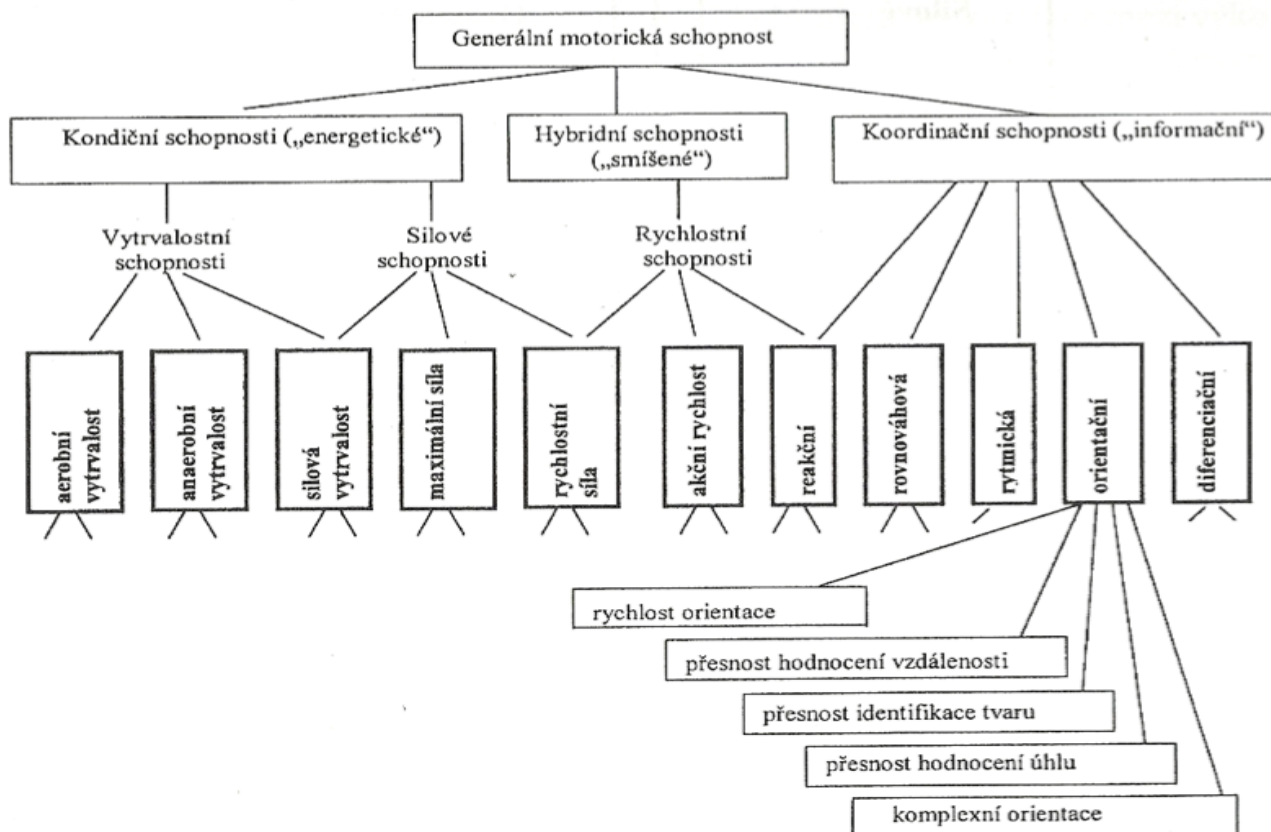 Generální motorická schopnost
Kondiční schopnosti („energetické“)
Hybridní schopnosti
(„smíšené“)
Koordinační schopnosti („informační“)
Vytrvalostní
schopnosti
Silové
schopnosti
Rychlostní
schopnosti
aerobní
vytrvalost
anaerobní
vytrvalost
silová
vytrvalost
maximální síla
rychlostní
síla
akční rychlost
reakční
rovnováhová
rytmická
orientační
diferenciační
rychlost orientace
přesnost hodnocení vzdálenosti
přesnost identifikace tvaru
přesnost hodnocení úhlu
komplexní orientace